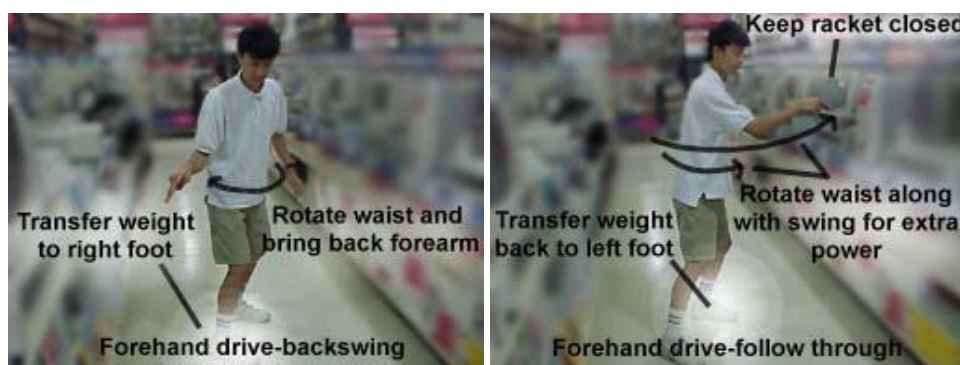 Transfer weight
to right foot
Rotate waist and
bring back forearm
Forehand drive-backswing
Keep racket closed
Rotate waist along
with swing for extra
power
Transfer weight
back to left foot
Forehand drive-follow through